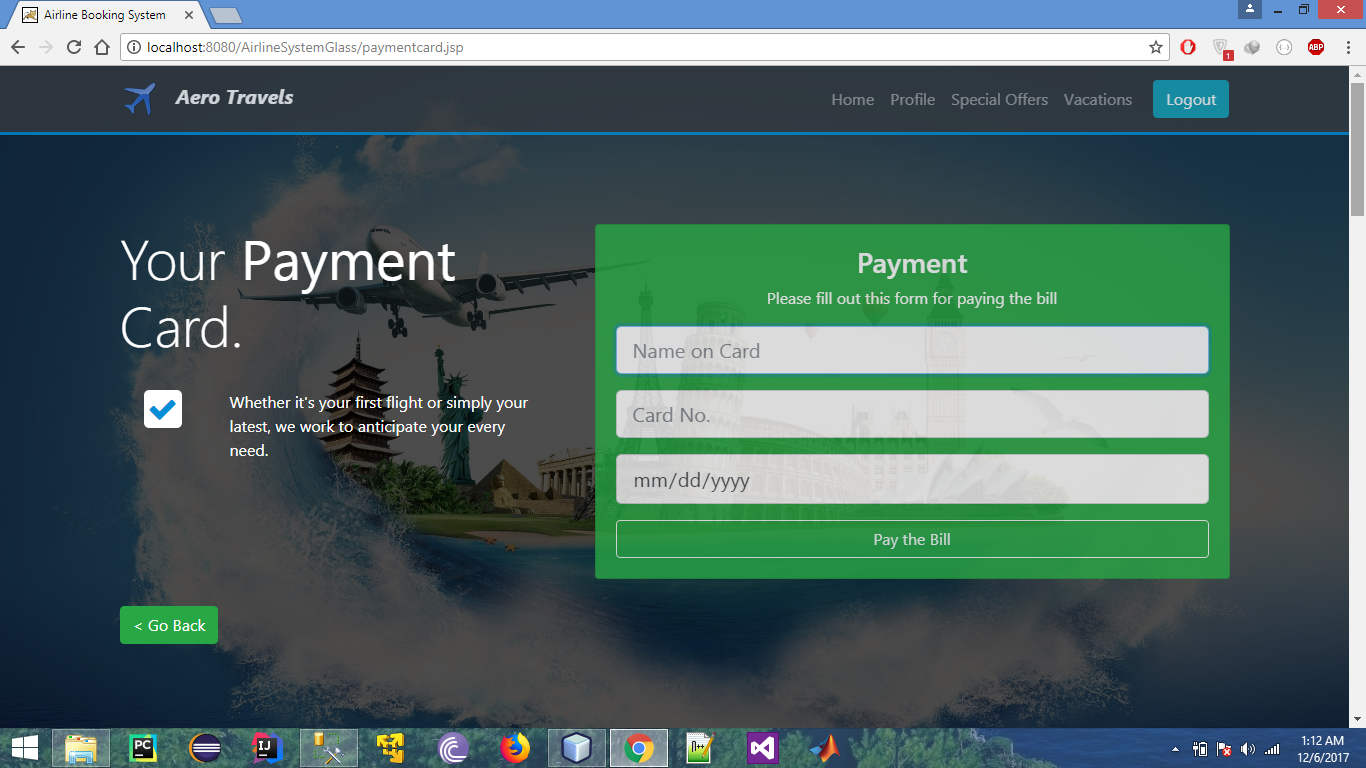 Airline Booking System
localhost:8080/AirlineSystemGlass/paymentcard.jsp
1
ABP
Aero Travels
Home Profile Special Offers Vacations Logout
Your Payment
Card.
Whether it's your first flight or simply your
latest, we work to anticipate your every
need.
< Go Back
Payment
Please fill out this form for paying the bill
Name on Card
Card No.
mm/dd/yyyy
Pay the Bill
PC
IJ
1:12 AM
12/6/2017